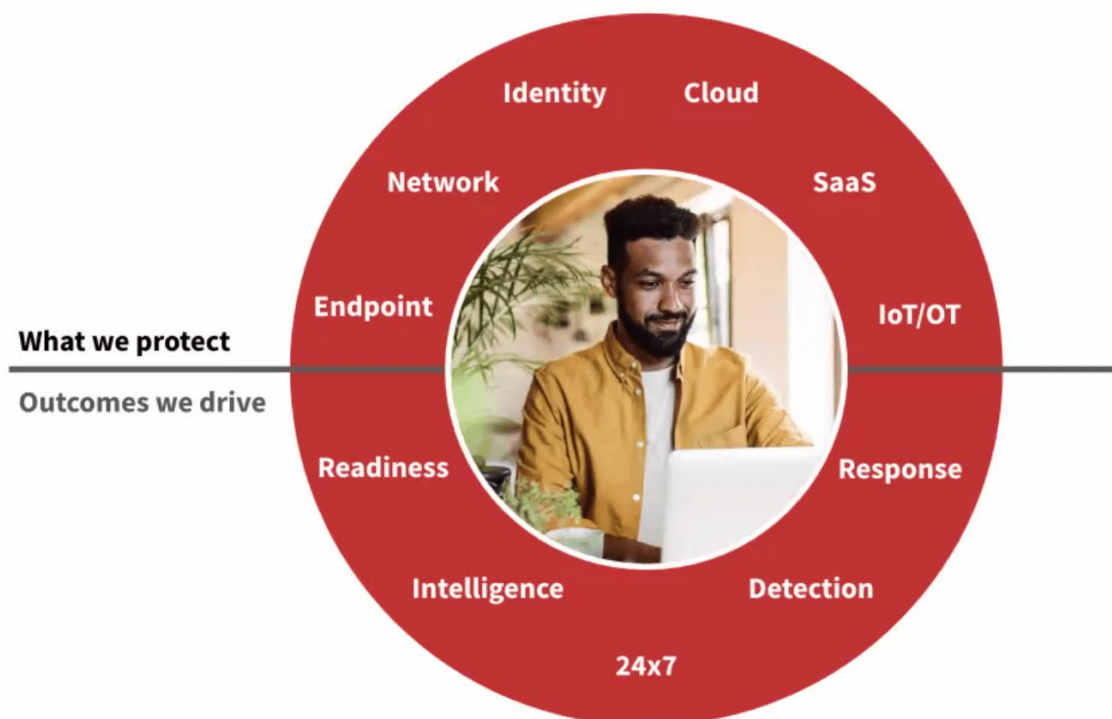 Identity
Cloud
Network
SaaS
Endpoint
IoT/OT
What we protect
Outcomes we drive
Readiness
Response
Intelligence
Detection
24x7